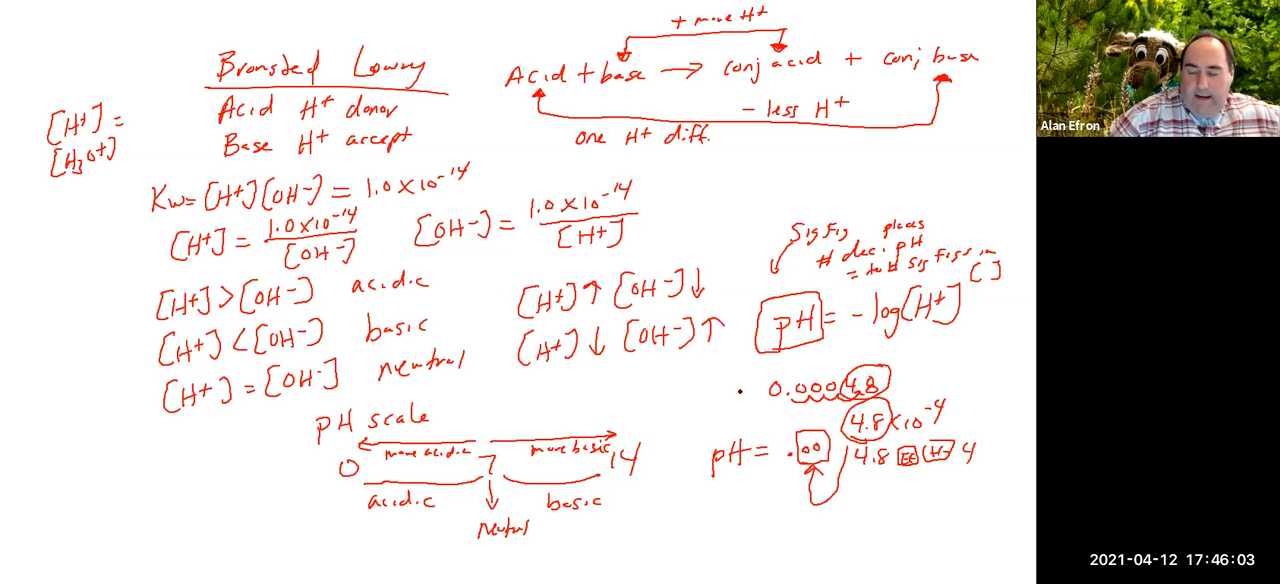 + more H+
Bronsted Lowry
Acid + base → conj acid + conj base
Acid H+ donor
- less H+
Base H+ accept
one H+ diff.
[H+] =
[H3O+]
Alan Efron
Kw = [H+][OH-] = 1.0 x 10^-14
[H+] = 1.0 x 10^-14 / [OH-]
[OH-] = 1.0 x 10^-14 / [H+]
[H+] > [OH-] acidic
[H+] < [OH-] basic
[H+] = [OH-] neutral
[H+] ↑ [OH-] ↓
[H+] ↓ [OH-] ↑
Sig Fig
places
# dec. pH
= # sig figs in
[ ]
pH = -log[H+]
pH scale
more acidic
more basic
0 7 14
acidic
basic
neutral
0.00048
4.8 x 10^-4
pH = .00
4.8 EE +/- 4
2021-04-12 17:46:03